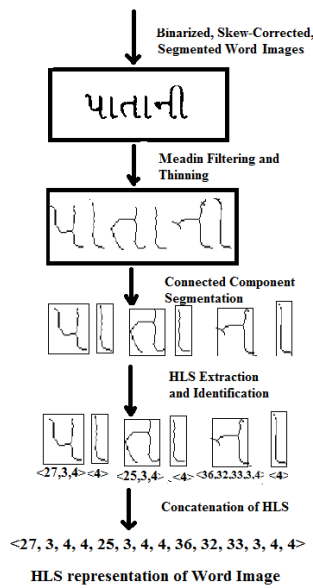 Binarized, Skew-Corrected,
Segmented Word Images
પાતાની
Meadin Filtering and
Thinning
પાતાની
Connected Component
Segmentation
પ ા ત ા ન ી
HLS Extraction
and Identification
પ ા ત ા ન ી
<27,3,4> <4> <25,3,4> <4> <36,32,33,3,4> <4>
Concatenation of HLS
<27, 3, 4, 4, 25, 3, 4, 4, 36, 32, 33, 3, 4, 4>
HLS representation of Word Image